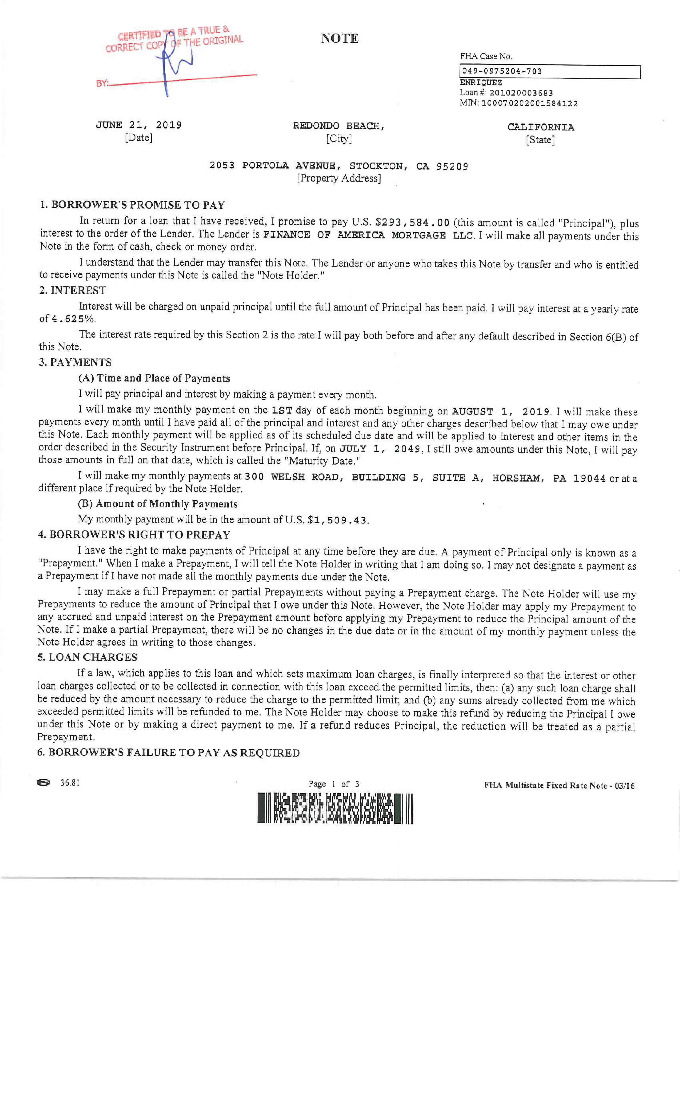 CERTIFIED TO BE A TRUE &
CORRECT COPY OF THE ORIGINAL
BY:
NOTE
FHA Case No.
049-0975204-703
ENRIQUEZ
Loan #: 201020003683
MIN: 100070202001584122
JUNE 21, 2019 REDONDO BEACH, CALIFORNIA
[Date] [City] [State]
2053 PORTOLA AVENUE, STOCKTON, CA 95209
[Property Address]
1. BORROWER'S PROMISE TO PAY
In return for a loan that I have received, I promise to pay U.S. $293,584.00 (this amount is called "Principal"), plus
interest to the order of the Lender. The Lender is FINANCE OF AMERICA MORTGAGE LLC. I will make all payments under this
Note in the form of cash, check or money order.
I understand that the Lender may transfer this Note. The Lender or anyone who takes this Note by transfer and who is entitled
to receive payments under this Note is called the "Note Holder."
2. INTEREST
Interest will be charged on unpaid principal until the full amount of Principal has been paid. I will pay interest at a yearly rate
of 4.625%.
The interest rate required by this Section 2 is the rate I will pay both before and after any default described in Section 6(B) of
this Note.
3. PAYMENTS
(A) Time and Place of Payments
I will pay principal and interest by making a payment every month.
I will make my monthly payment on the 1ST day of each month beginning on AUGUST 1, 2019. I will make these
payments every month until I have paid all of the principal and interest and any other charges described below that I may owe under
this Note. Each monthly payment will be applied as of its scheduled due date and will be applied to interest and other items in the
order described in the Security Instrument before Principal. If, on JULY 1, 2049, I still owe amounts under this Note, I will pay
those amounts in full on that date, which is called the "Maturity Date."
I will make my monthly payments at 300 WELSH ROAD, BUILDING 5, SUITE A, HORSHAM, PA 19044 or at a
different place if required by the Note Holder.
(B) Amount of Monthly Payments
My monthly payment will be in the amount of U.S. $1,509.43.
4. BORROWER'S RIGHT TO PREPAY
I have the right to make payments of Principal at any time before they are due. A payment of Principal only is known as a
"Prepayment." When I make a Prepayment, I will tell the Note Holder in writing that I am doing so. I may not designate a payment as
a Prepayment if I have not made all the monthly payments due under the Note.
I may make a full Prepayment or partial Prepayments without paying a Prepayment charge. The Note Holder will use my
Prepayments to reduce the amount of Principal that I owe under this Note. However, the Note Holder may apply my Prepayment to
any accrued and unpaid interest on the Prepayment amount before applying my Prepayment to reduce the Principal amount of the
Note. If I make a partial Prepayment, there will be no changes in the due date or in the amount of my monthly payment unless the
Note Holder agrees in writing to those changes.
5. LOAN CHARGES
If a law, which applies to this loan and which sets maximum loan charges, is finally interpreted so that the interest or other
loan charges collected or to be collected in connection with this loan exceed the permitted limits, then: (a) any such loan charge shall
be reduced by the amount necessary to reduce the charge to the permitted limit; and (b) any sums already collected from me which
exceeded permitted limits will be refunded to me. The Note Holder may choose to make this refund by reducing the Principal I owe
under this Note or by making a direct payment to me. If a refund reduces Principal, the reduction will be treated as a partial
Prepayment.
6. BORROWER'S FAILURE TO PAY AS REQUIRED
36.81 Page 1 of 3 FHA Multistate Fixed Rate Note - 03/16